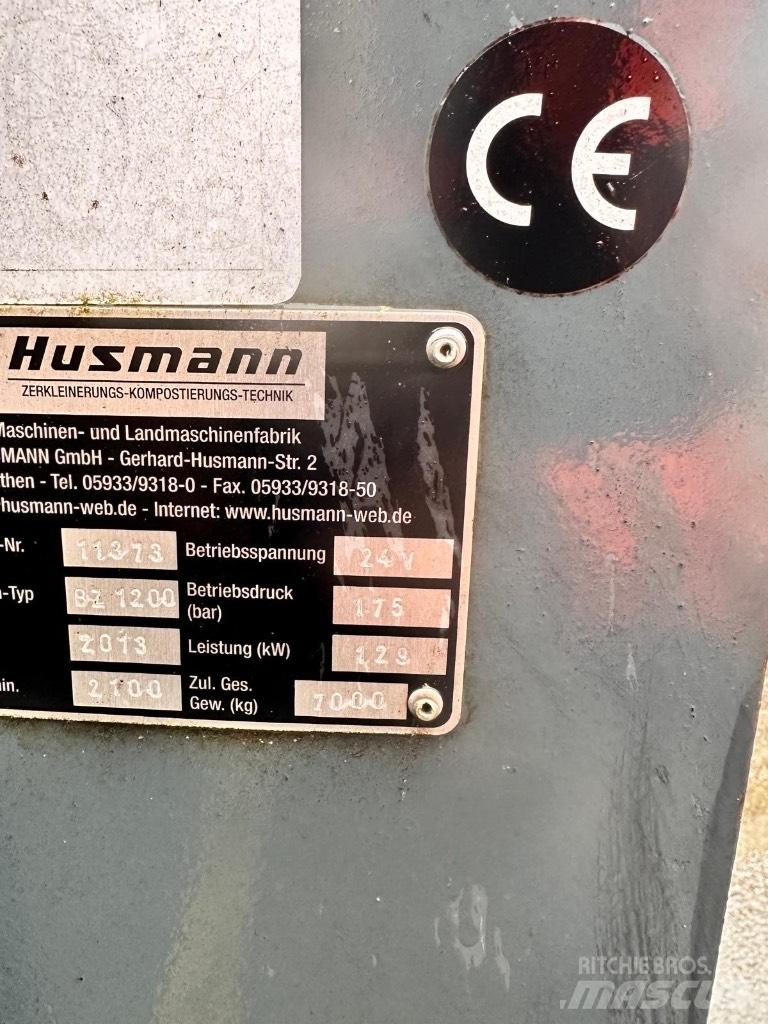 CE
Husmann
ZERKLEINERUNGS-KOMPOSTIERUNGS-TECHNIK
Maschinen- und Landmaschinenfabrik
MANN GmbH - Gerhard-Husmann-Str. 2
then - Tel. 05933/9318-0 - Fax. 05933/9318-50
husmann-web.de - Internet: www.husmann-web.de
-Nr. 11373 Betriebsspannung 24V
-Typ BZ 1200 Betriebsdruck (bar) 175
2013 Leistung (kW) 129
in. 2100 Zul. Ges. Gew. (kg) 7000
RITCHIE BROS.
MASCUS